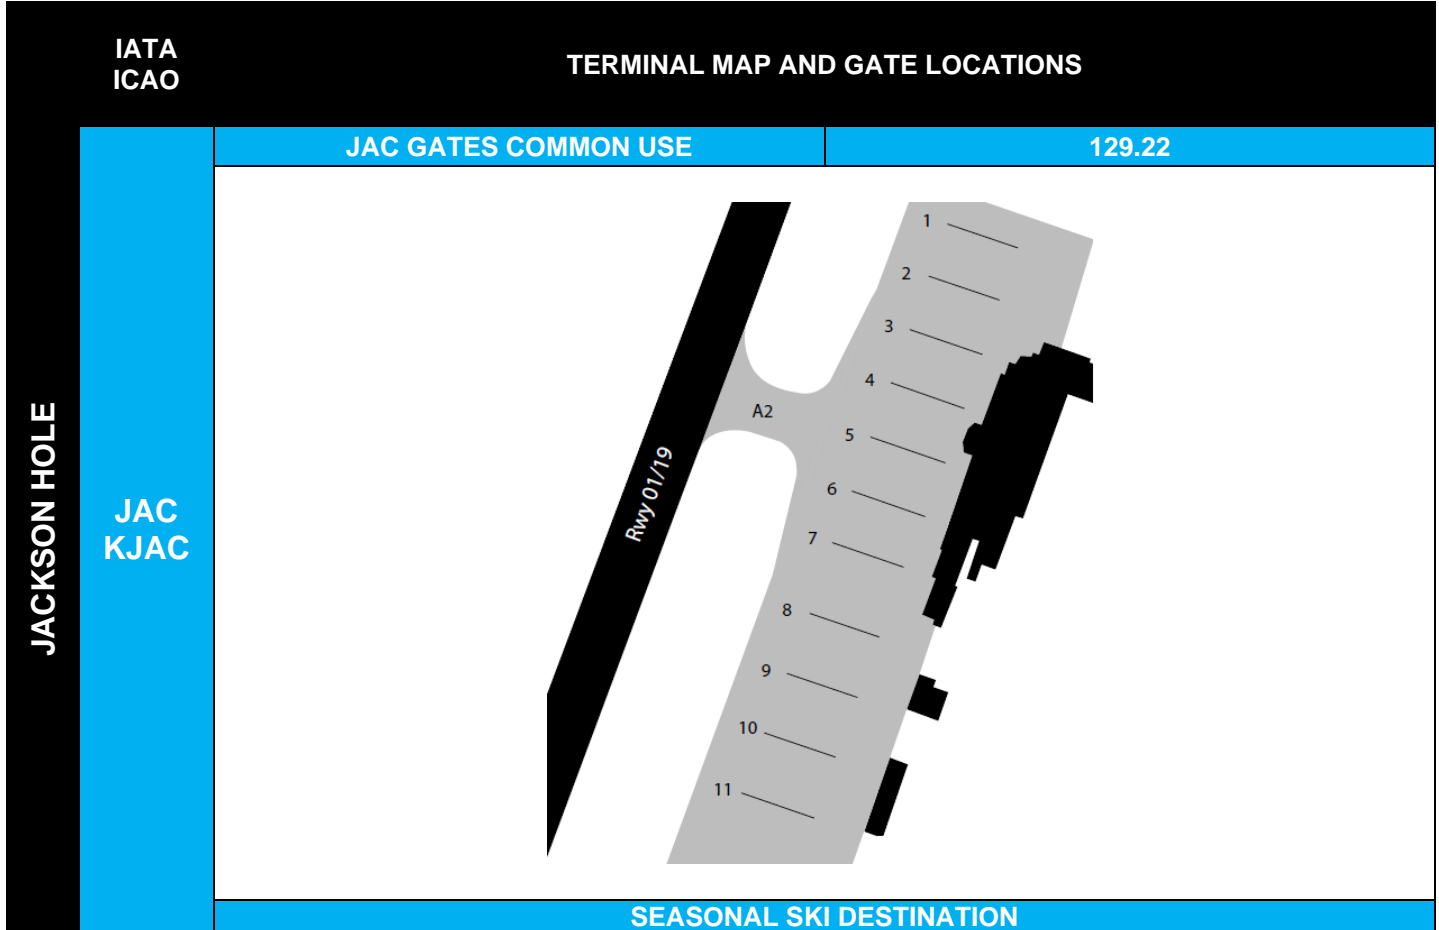 IATA
ICAO
TERMINAL MAP AND GATE LOCATIONS
JACKSON HOLE
JAC
KJAC
JAC GATES COMMON USE
129.22
1
2
3
4
A2
5
Rwy 01/19
6
7
8
9
10
11
SEASONAL SKI DESTINATION